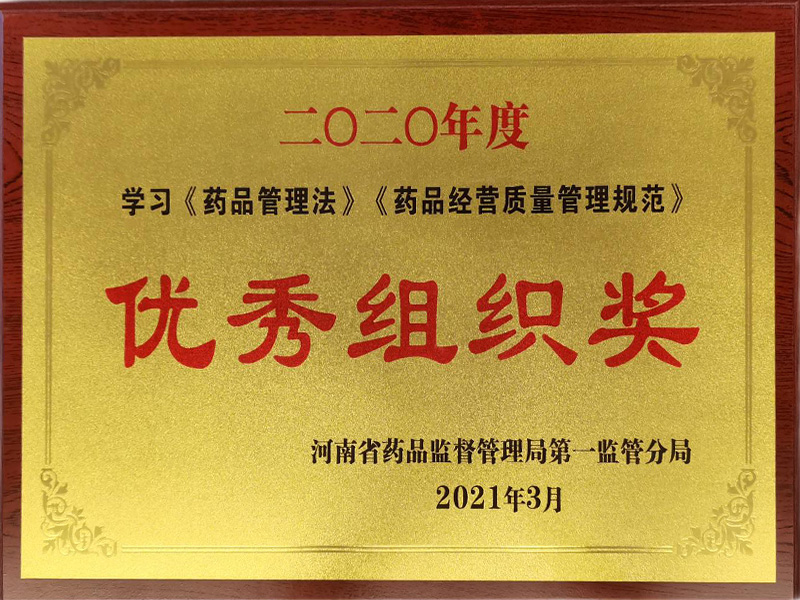 二〇二〇年度
学习《药品管理法》《药品经营质量管理规范》
优秀组织奖
河南省药品监督管理局第一监管分局
2021年3月